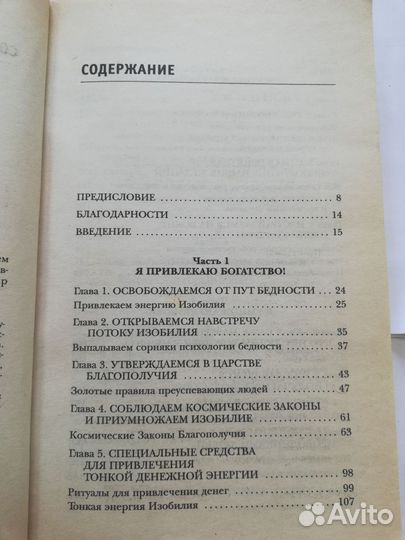 СОДЕРЖАНИЕ
ПРЕДИСЛОВИЕ 8
БЛАГОДАРНОСТИ 14
ВВЕДЕНИЕ 15
Часть 1
Я ПРИВЛЕКАЮ БОГАТСТВО!
Глава 1. ОСВОБОЖДАЕМСЯ ОТ ПУТ БЕДНОСТИ 24
Привлекаем энергию Изобилия 25
Глава 2. ОТКРЫВАЕМСЯ НАВСТРЕЧУ
ПОТОКУ ИЗОБИЛИЯ 35
Выпалываем сорняки психологии бедности 37
Глава 3. УТВЕРЖДАЕМСЯ В ЦАРСТВЕ
БЛАГОПОЛУЧИЯ 43
Золотые правила преуспевающих людей 47
Глава 4. СОБЛЮДАЕМ КОСМИЧЕСКИЕ ЗАКОНЫ
И ПРИУМНОЖАЕМ ИЗОБИЛИЕ 61
Космические Законы Благополучия 63
Глава 5. СПЕЦИАЛЬНЫЕ СРЕДСТВА
ДЛЯ ПРИВЛЕЧЕНИЯ
ТОНКОЙ ДЕНЕЖНОЙ ЭНЕРГИИ 98
Ритуалы для привлечения денег 99
Тонкая энергия Изобилия 107
Avito